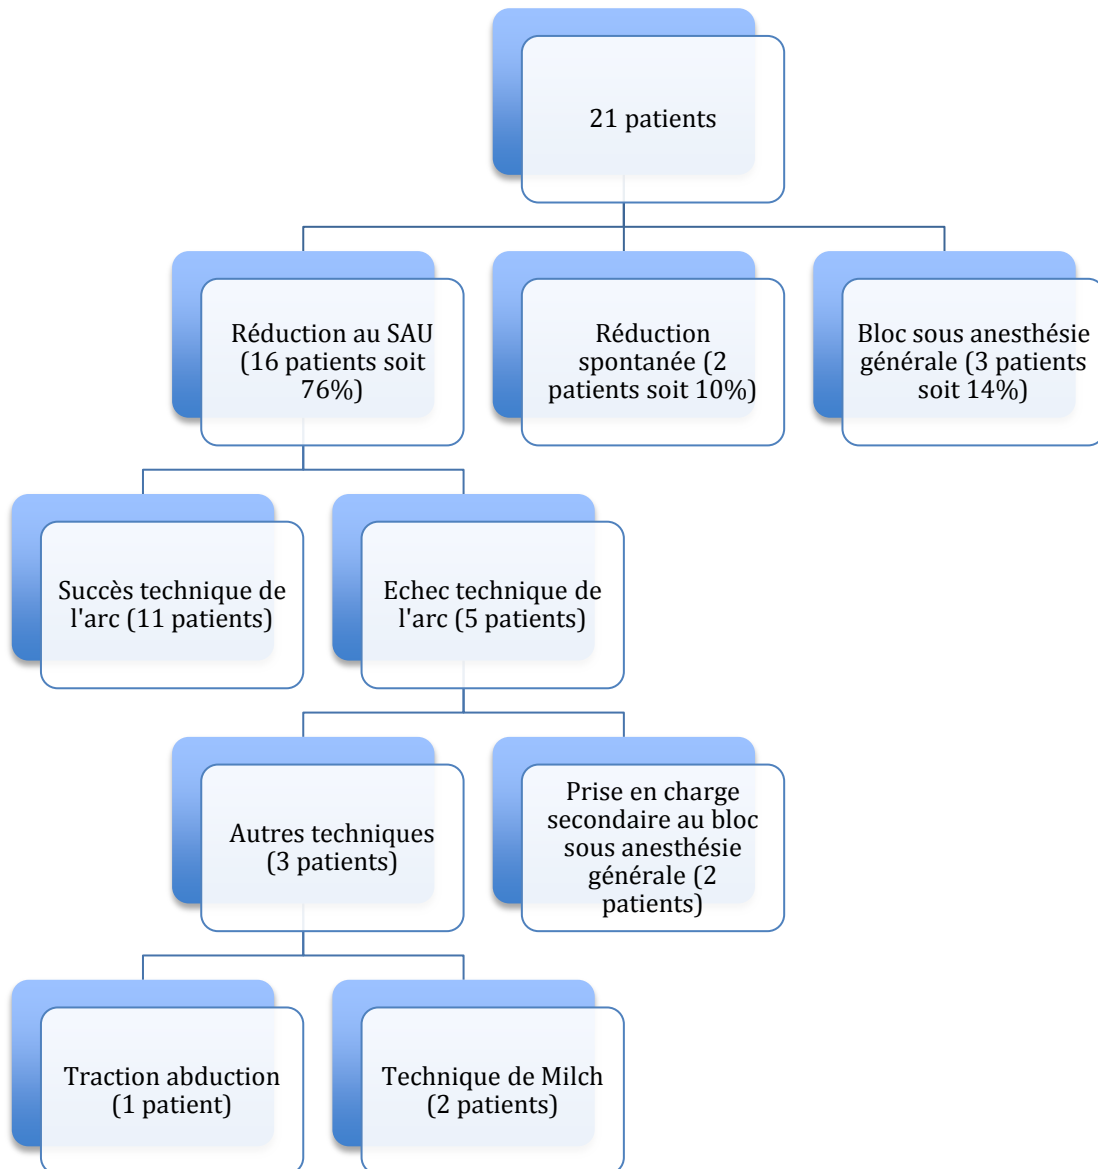 21 patients
Réduction au SAU
(16 patients soit
76%)
Réduction
spontanée (2
patients soit 10%)
Bloc sous anesthésie
générale (3 patients
soit 14%)
Succès technique de
l'arc (11 patients)
Echec technique de
l'arc (5 patients)
Autres techniques
(3 patients)
Prise en charge
secondaire au bloc
sous anesthésie
générale (2
patients)
Traction abduction
(1 patient)
Technique de Milch
(2 patients)